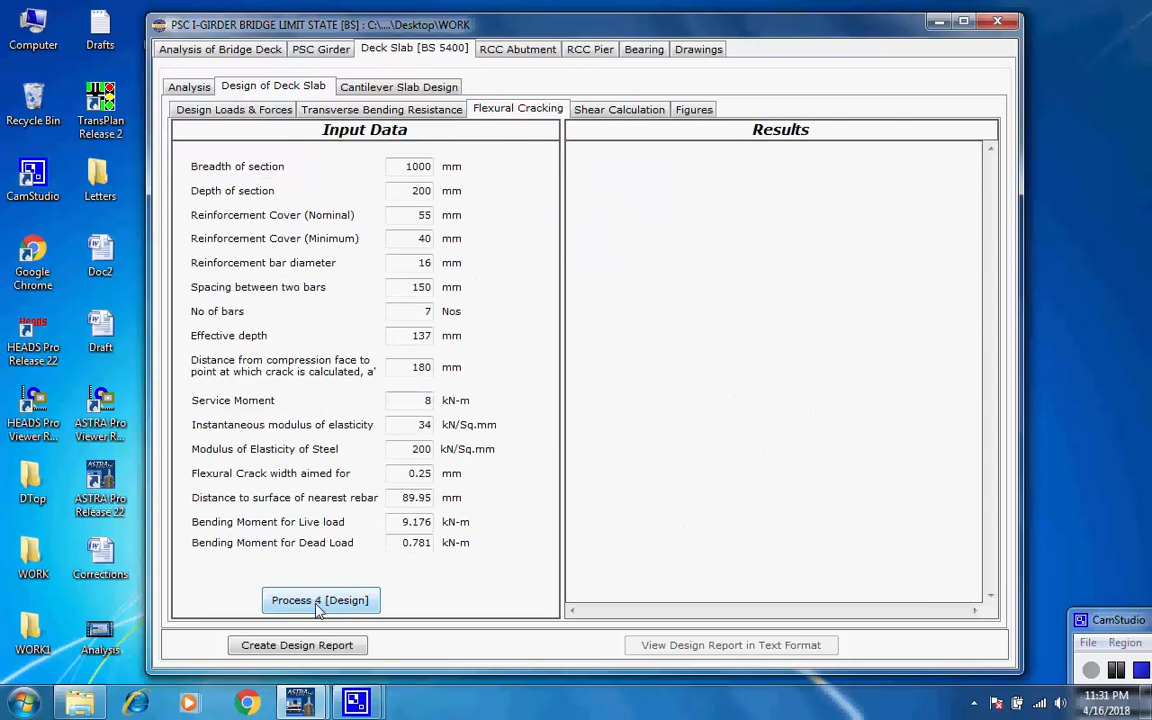 PSC I-GIRDER BRIDGE LIMIT STATE [BS] : C:\...\Desktop\WORK
Analysis of Bridge Deck
PSC Girder
Deck Slab [BS 5400]
RCC Abutment
RCC Pier
Bearing
Drawings
Analysis
Design of Deck Slab
Cantilever Slab Design
Design Loads & Forces
Transverse Bending Resistance
Flexural Cracking
Shear Calculation
Figures
Input Data
Breadth of section 1000 mm
Depth of section 200 mm
Reinforcement Cover (Nominal) 55 mm
Reinforcement Cover (Minimum) 40 mm
Reinforcement bar diameter 16 mm
Spacing between two bars 150 mm
No of bars 7 Nos
Effective depth 137 mm
Distance from compression face to
point at which crack is calculated, a' 180 mm
Service Moment 8 kN-m
Instantaneous modulus of elasticity 34 kN/Sq.mm
Modulus of Elasticity of Steel 200 kN/Sq.mm
Flexural Crack width aimed for 0.25 mm
Distance to surface of nearest rebar 89.95 mm
Bending Moment for Live load 9.176 kN-m
Bending Moment for Dead Load 0.781 kN-m
Process 4 [Design]
Results
Create Design Report
View Design Report in Text Format
Computer
Drafts
Recycle Bin
TransPlan
Release 2
CamStudio
Letters
Google
Chrome
Doc2
Heads
HEADS Pro
Release 22
Draft
HEADS Pro
Viewer R...
ASTRA Pro
Viewer R...
DTop
ASTRA
ASTRA Pro
Release 22
WORK
Corrections
WORK1
Analysis
CamStudio
File Region
ASTRA
11:31 PM
4/16/2018